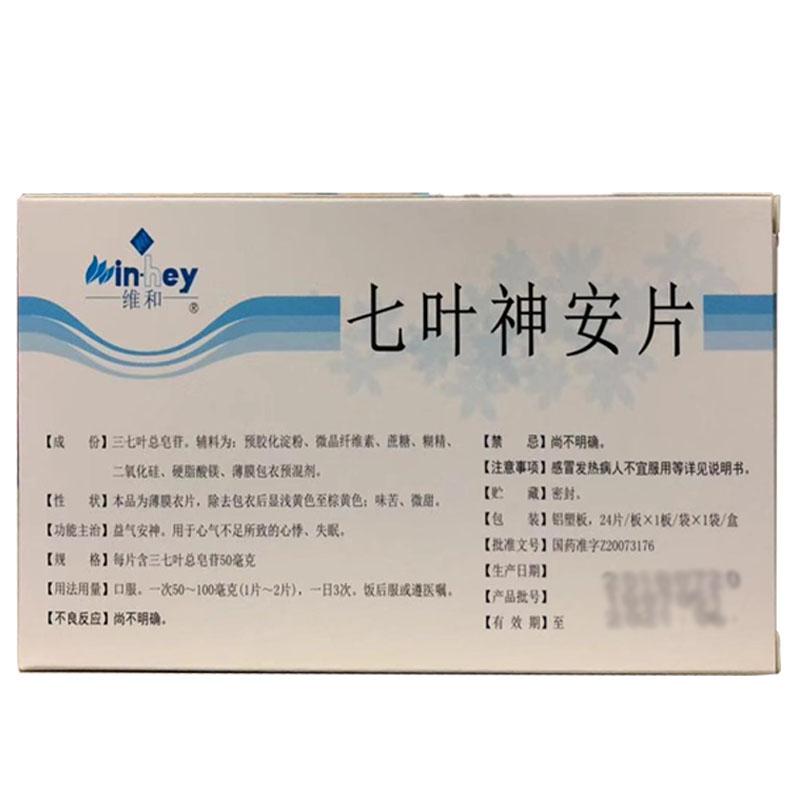 Win-hey
维和
®
七叶神安片
【成 份】三七叶总皂苷。辅料为：预胶化淀粉、微晶纤维素、蔗糖、糊精、
二氧化硅、硬脂酸镁、薄膜包衣预混剂。
【性 状】本品为薄膜衣片，除去包衣后显浅黄色至棕黄色；味苦、微甜。
【功能主治】益气安神。用于心气不足所致的心悸、失眠。
【规 格】每片含三七叶总皂苷50毫克
【用法用量】口服。一次50～100毫克(1片～2片)，一日3次。饭后服或遵医嘱。
【不良反应】尚不明确。
【禁 忌】尚不明确。
【注意事项】感冒发热病人不宜服用等详见说明书。
【贮 藏】密封。
【包 装】铝塑板，24片/板×1板/袋×1袋/盒
【批准文号】国药准字Z20073176
【生产日期】
【产品批号】
【有 效 期】至